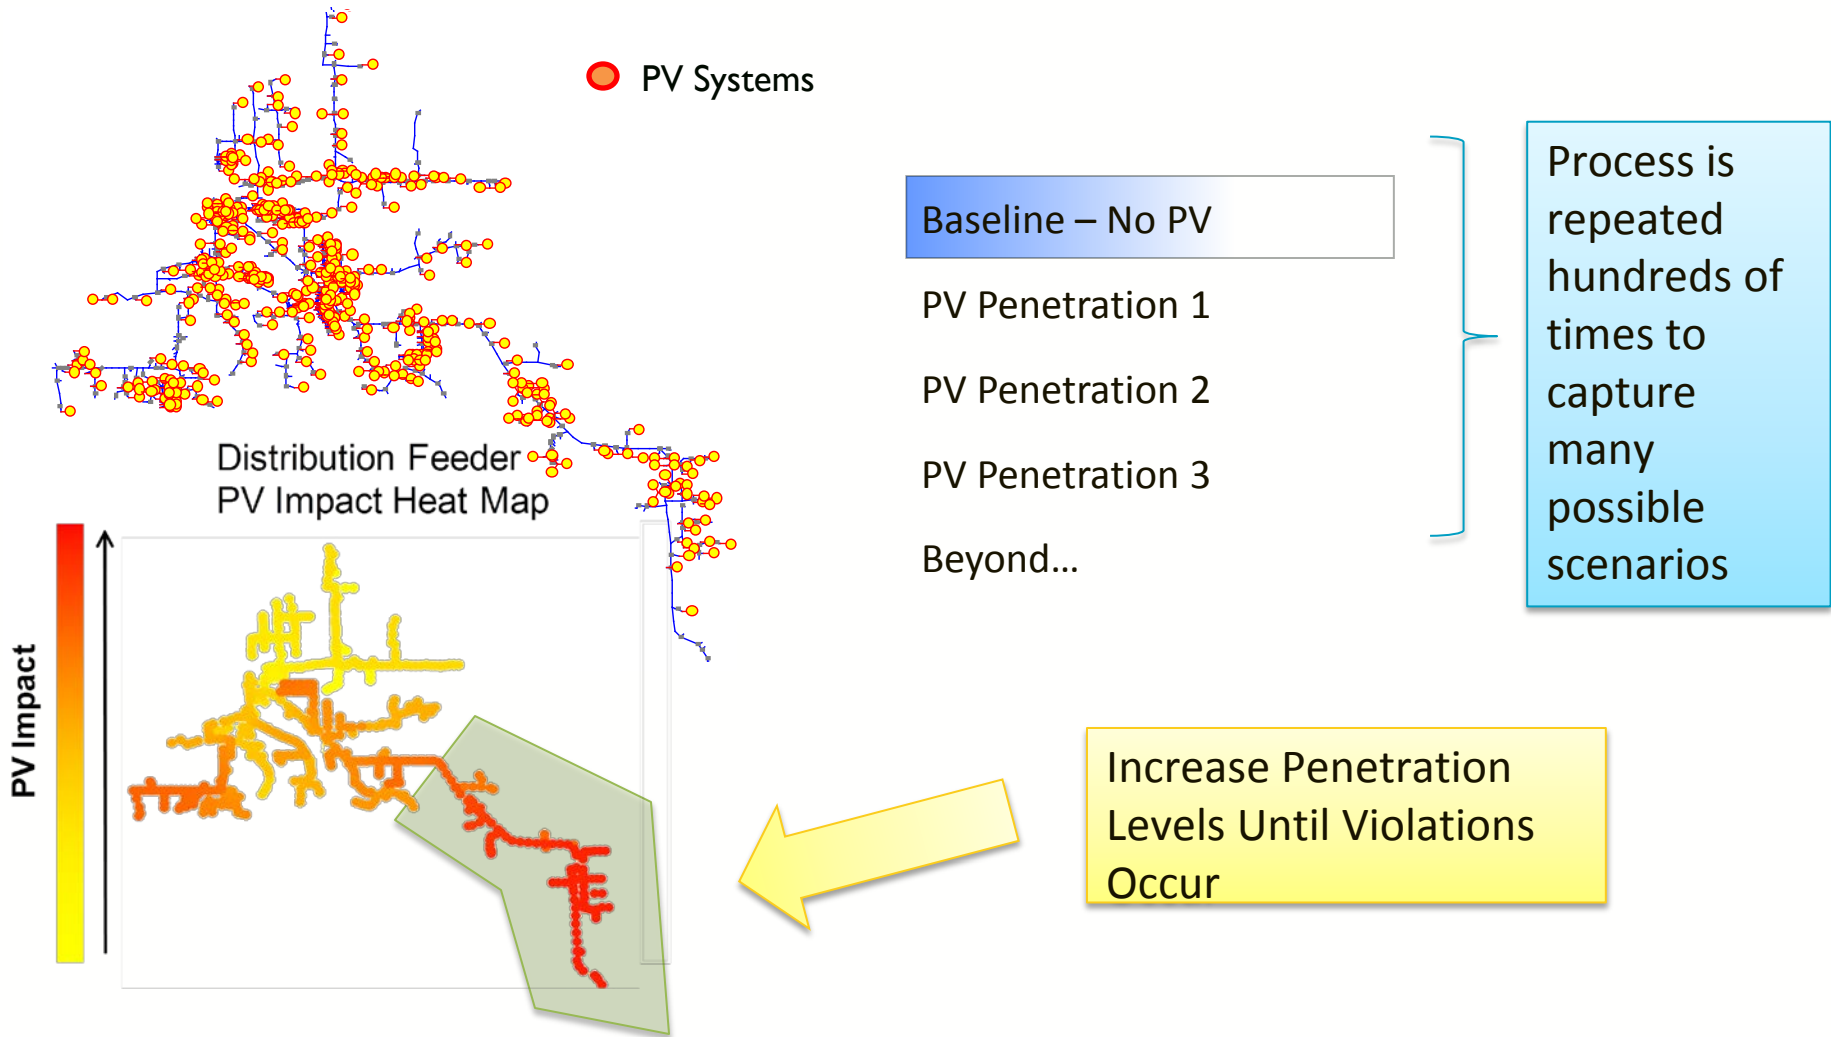 PV Systems
Distribution Feeder
PV Impact Heat Map
PV Impact
Baseline – No PV
PV Penetration 1
PV Penetration 2
PV Penetration 3
Beyond...
Process is
repeated
hundreds of
times to
capture
many
possible
scenarios
Increase Penetration
Levels Until Violations
Occur